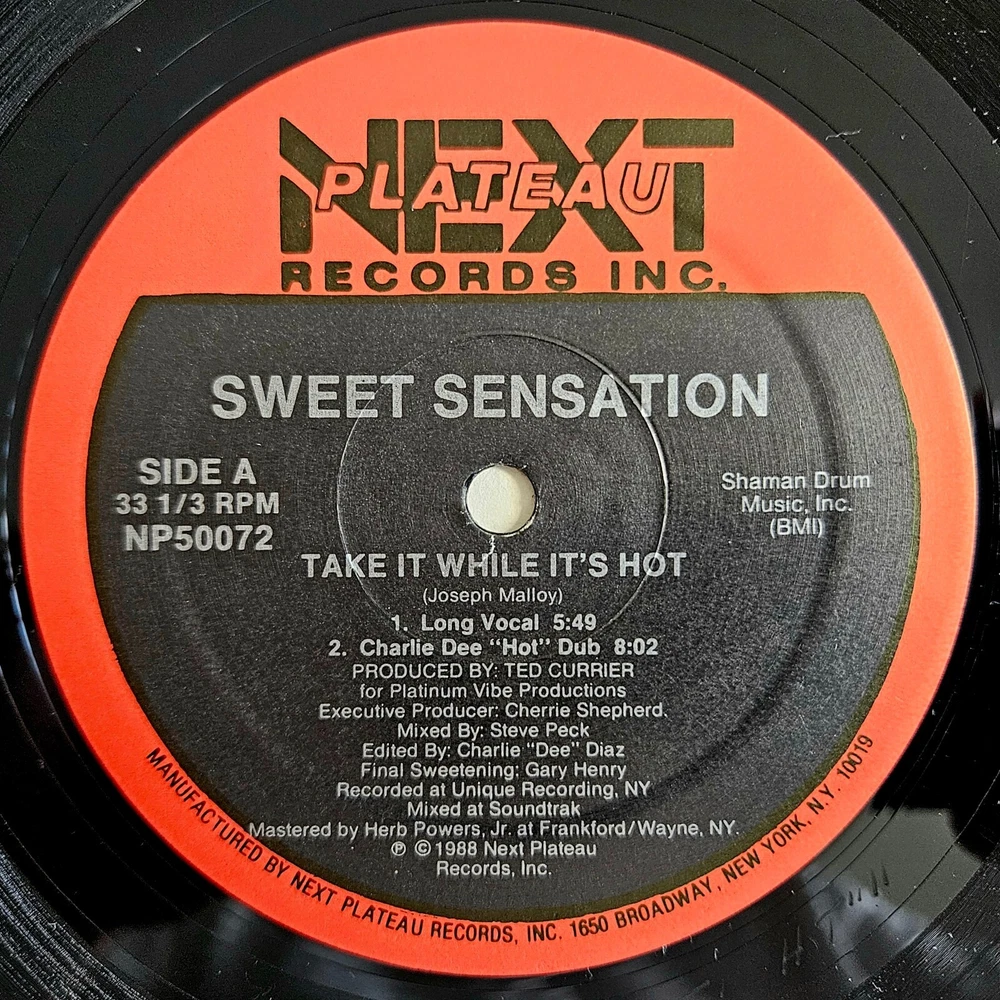 NEXT
PLATEAU
RECORDS INC.
SWEET SENSATION
SIDE A
33 1/3 RPM
NP50072
Shaman Drum
Music, Inc.
(BMI)
TAKE IT WHILE IT'S HOT
(Joseph Malloy)
1. Long Vocal 5:49
2. Charlie Dee "Hot" Dub 8:02
PRODUCED BY: TED CURRIER
for Platinum Vibe Productions
Executive Producer: Cherrie Shepherd.
Mixed By: Steve Peck
Edited By: Charlie "Dee" Diaz
Final Sweetening: Gary Henry
Recorded at Unique Recording, NY
Mixed at Soundtrak
Mastered by Herb Powers, Jr. at Frankford/Wayne, NY.
℗ © 1988 Next Plateau
Records, Inc.
MANUFACTURED BY NEXT PLATEAU RECORDS, INC. 1650 BROADWAY, NEW YORK, N.Y. 10019